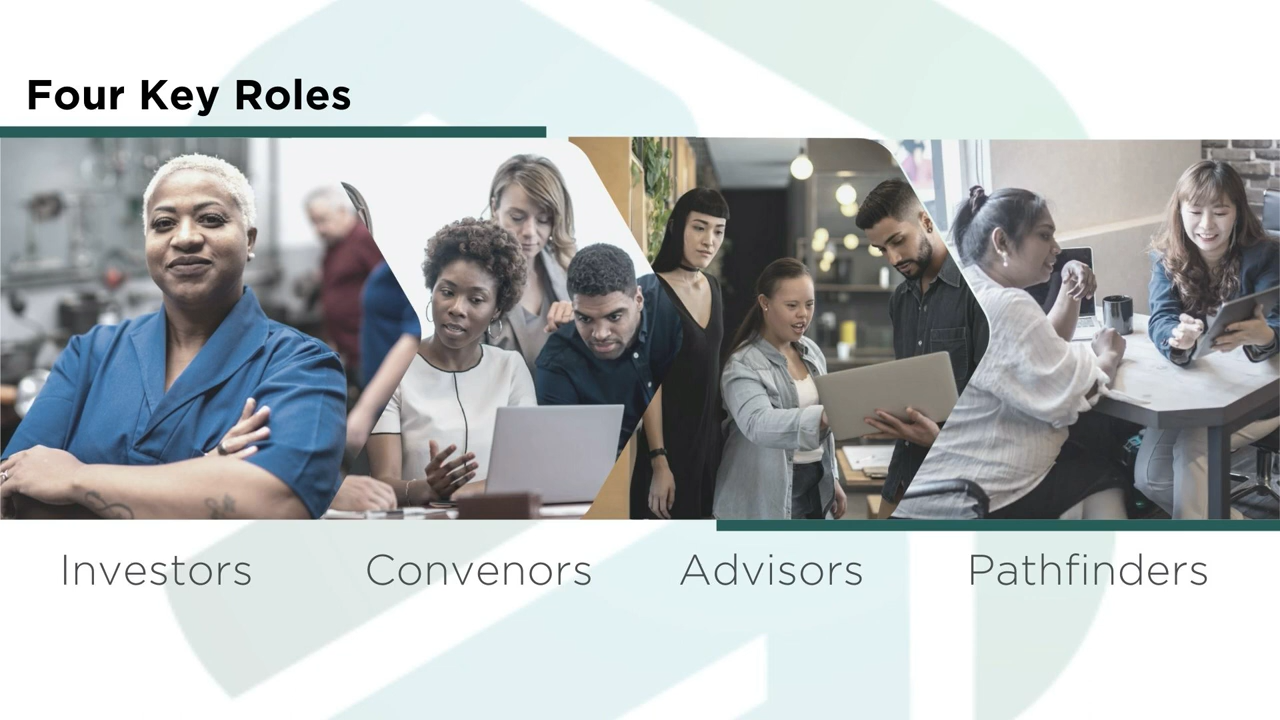 Four Key Roles
Investors
Convenors
Advisors
Pathfinders